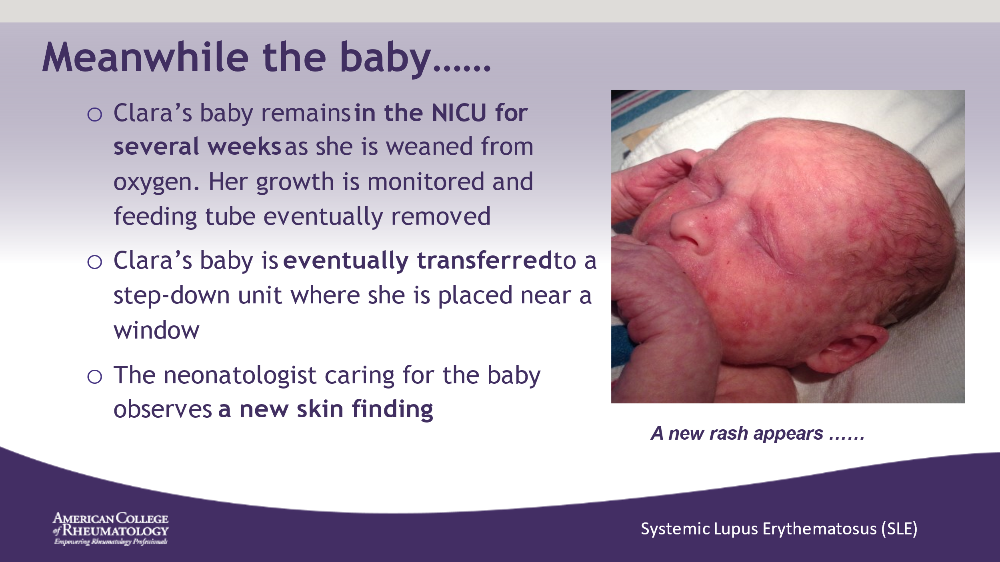 Meanwhile the baby……
Clara’s baby remains in the NICU for
several weeks as she is weaned from
oxygen. Her growth is monitored and
feeding tube eventually removed
Clara’s baby is eventually transferred to a
step-down unit where she is placed near a
window
The neonatologist caring for the baby
observes a new skin finding
A new rash appears ……
AMERICAN COLLEGE
of RHEUMATOLOGY
Empowering Rheumatology Professionals
Systemic Lupus Erythematosus (SLE)